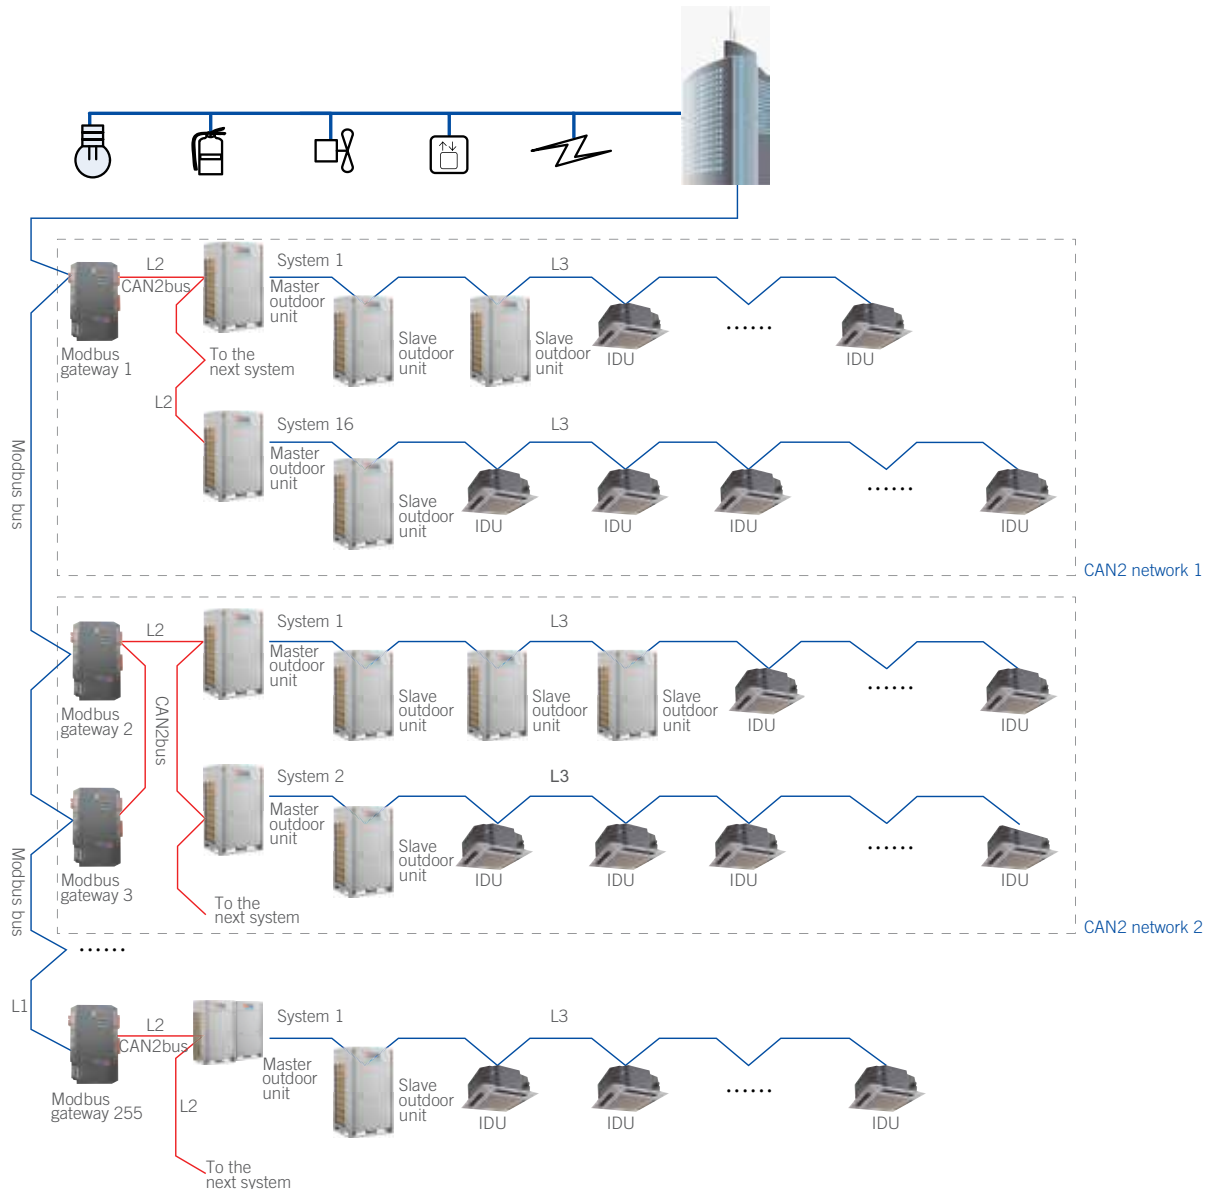 L2
CAN2bus
System 1
L3
Master
outdoor
unit
Slave
outdoor
unit
Slave
outdoor
unit
IDU
······
IDU
Modbus
gateway 1
To the
next system
L2
System 16
L3
Master
outdoor
unit
Slave
outdoor
unit
IDU
IDU
IDU
······
IDU
Modbus bus
CAN2 network 1
L2
System 1
L3
Master
outdoor
unit
Slave
outdoor
unit
Slave
outdoor
unit
Slave
outdoor
unit
IDU
······
IDU
Modbus
gateway 2
CAN2bus
System 2
L3
Master
outdoor
unit
Slave
outdoor
unit
IDU
IDU
IDU
······
IDU
Modbus
gateway 3
Modbus bus
To the
next system
CAN2 network 2
······
L1
L2
CAN2bus
System 1
L3
Master
outdoor
unit
Slave
outdoor
unit
IDU
IDU
······
IDU
Modbus
gateway 255
L2
To the
next system